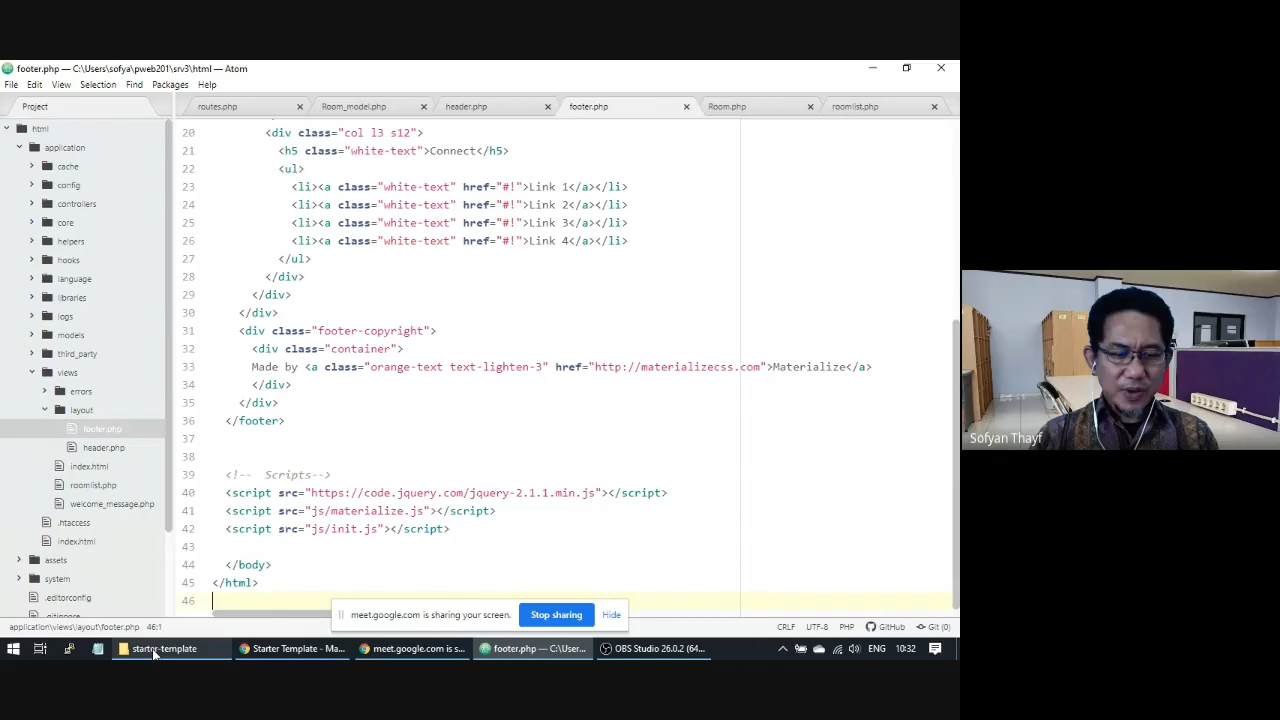 footer.php — C:\Users\sofya\pweb201\srv3\html — Atom
File Edit View Selection Find Packages Help
Project
routes.php
Room_model.php
header.php
footer.php
Room.php
roomlist.php
html
application
cache
config
controllers
core
helpers
hooks
language
libraries
logs
models
third_party
views
errors
layout
footer.php
header.php
index.html
roomlist.php
welcome_message.php
.htaccess
index.html
assets
system
.editorconfig
.gitignore
20 <div class="col l3 s12">
21 <h5 class="white-text">Connect</h5>
22 <ul>
23 <li><a class="white-text" href="#!">Link 1</a></li>
24 <li><a class="white-text" href="#!">Link 2</a></li>
25 <li><a class="white-text" href="#!">Link 3</a></li>
26 <li><a class="white-text" href="#!">Link 4</a></li>
27 </ul>
28 </div>
29 </div>
30 </div>
31 <div class="footer-copyright">
32 <div class="container">
33 Made by <a class="orange-text text-lighten-3" href="http://materializecss.com">Materialize</a>
34 </div>
35 </div>
36 </footer>
37
38
39 <!-- Scripts-->
40 <script src="https://code.jquery.com/jquery-2.1.1.min.js"></script>
41 <script src="js/materialize.js"></script>
42 <script src="js/init.js"></script>
43
44 </body>
45 </html>
46
meet.google.com is sharing your screen. Stop sharing Hide
application\views\layout\footer.php 46:1 CRLF UTF-8 PHP GitHub Git (0)
starter-template
Starter Template - Ma...
meet.google.com is s...
footer.php — C:\User...
OBS Studio 26.0.2 (64...
ENG 10:32
Sofyan Thayf